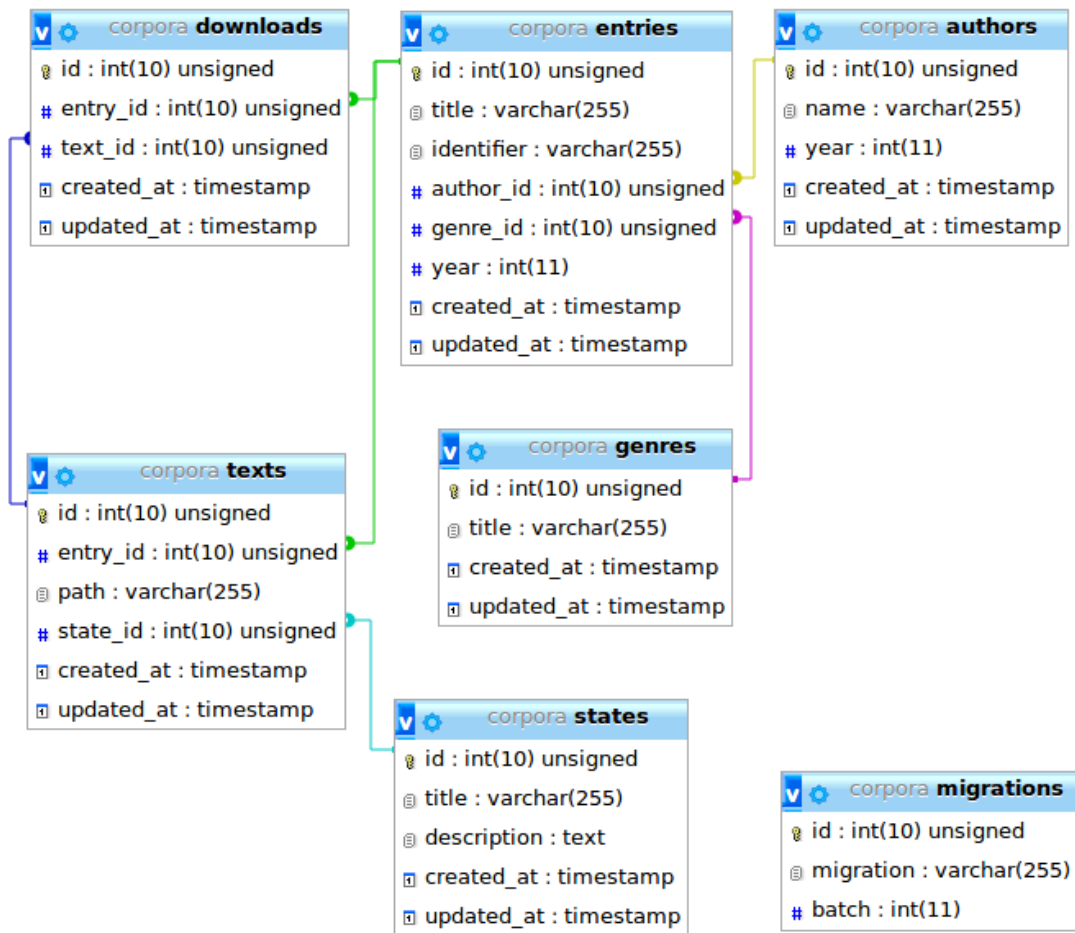 v corpora downloads
id : int(10) unsigned
# entry_id : int(10) unsigned
# text_id : int(10) unsigned
created_at : timestamp
updated_at : timestamp
v corpora entries
id : int(10) unsigned
title : varchar(255)
identifier : varchar(255)
# author_id : int(10) unsigned
# genre_id : int(10) unsigned
# year : int(11)
created_at : timestamp
updated_at : timestamp
v corpora authors
id : int(10) unsigned
name : varchar(255)
# year : int(11)
created_at : timestamp
updated_at : timestamp
v corpora texts
id : int(10) unsigned
# entry_id : int(10) unsigned
path : varchar(255)
# state_id : int(10) unsigned
created_at : timestamp
updated_at : timestamp
v corpora genres
id : int(10) unsigned
title : varchar(255)
created_at : timestamp
updated_at : timestamp
v corpora states
id : int(10) unsigned
title : varchar(255)
description : text
created_at : timestamp
updated_at : timestamp
v corpora migrations
id : int(10) unsigned
migration : varchar(255)
# batch : int(11)